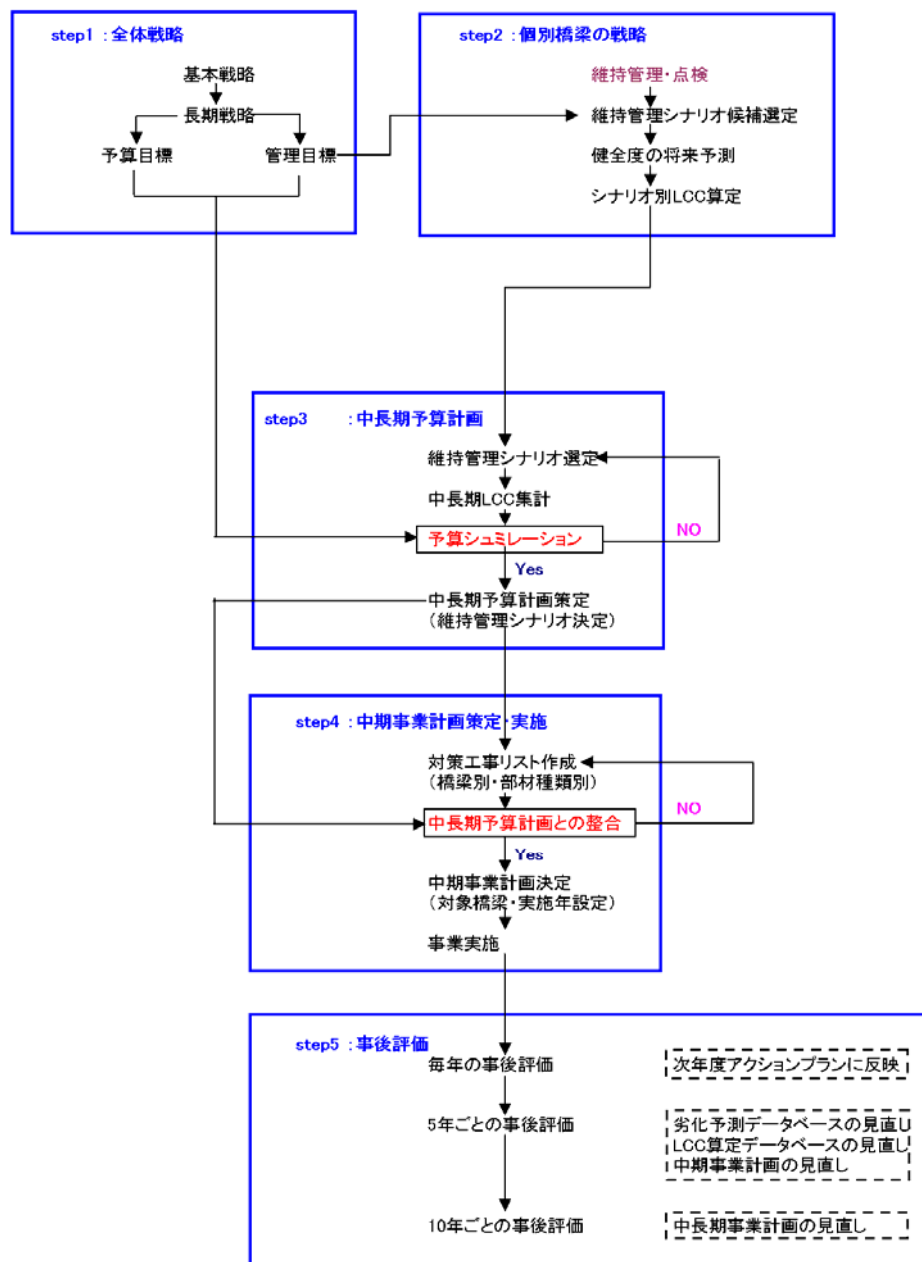 step1 :全体戦略
基本戦略
長期戦略
予算目標
管理目標
step2 :個別橋梁の戦略
維持管理・点検
維持管理シナリオ候補選定
健全度の将来予測
シナリオ別LCC算定
step3 :中長期予算計画
維持管理シナリオ選定
中長期LCC集計
予算シュミレーション
NO
Yes
中長期予算計画策定
(維持管理シナリオ決定)
step4 :中期事業計画策定・実施
対策工事リスト作成
(橋梁別・部材種類別)
中長期予算計画との整合
NO
Yes
中期事業計画決定
(対象橋梁・実施年設定)
事業実施
step5 :事後評価
毎年の事後評価
次年度アクションプランに反映
5年ごとの事後評価
劣化予測データベースの見直し
LCC算定データベースの見直し
中期事業計画の見直し
10年ごとの事後評価
中長期事業計画の見直し